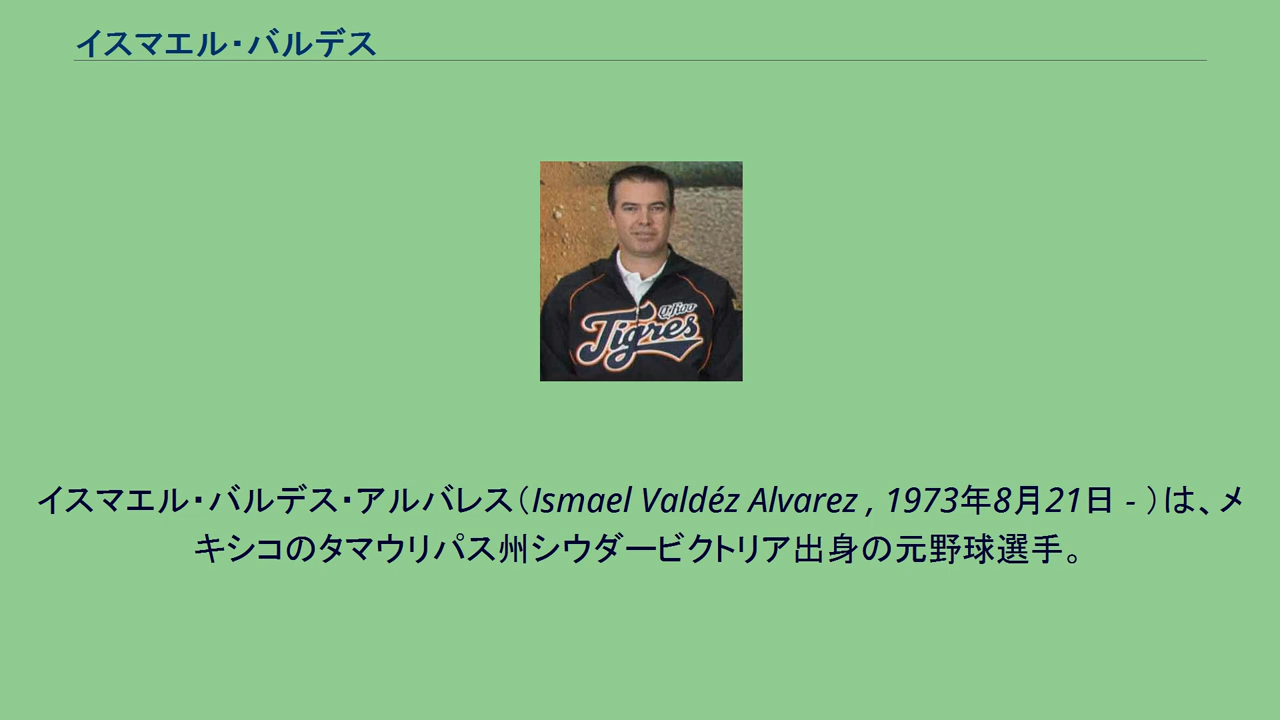 イスマエル・バルデス
Tigres
イスマエル・バルデス・アルバレス（Ismael Valdéz Alvarez , 1973年8月21日 - ）は、メ
キシコのタマウリパス州シウダービクトリア出身の元野球選手。